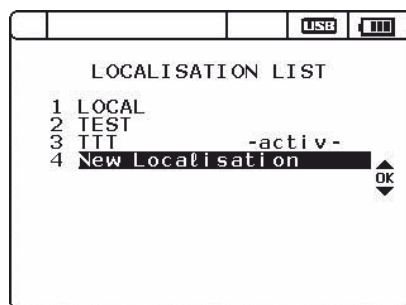 USB
LOCALISATION LIST
1 LOCAL
2 TEST
3 TTT -activ-
4 New Localisation
OK